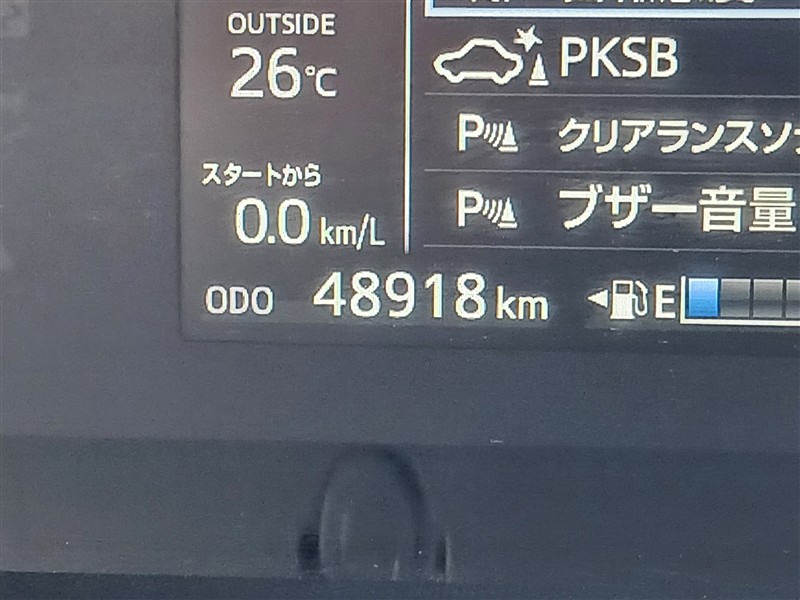 OUTSIDE
26℃
PKSB
クリアランスソ
スタートから
0.0 km/L
ブザー音量
ODO 48918 km
E